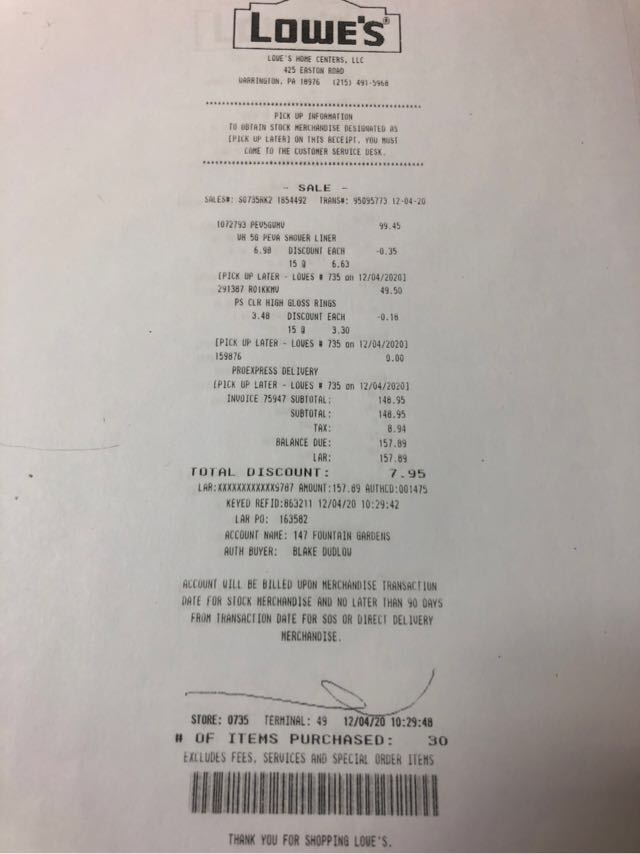 LOWE'S
LOWE'S HOME CENTERS, LLC
425 EASTON ROAD
WARRINGTON, PA 18976 (215) 491-5968
PICK UP INFORMATION
TO OBTAIN STOCK MERCHANDISE DESIGNATED AS
[PICK UP LATER] ON THIS RECEIPT, YOU MUST
COME TO THE CUSTOMER SERVICE DESK.
- SALE -
SALES#: S0735RK2 1854492 TRANS#: 95095773 12-04-20
1072793 PEV5GWHV 99.45
WH 5G PEVA SHOWER LINER
6.98 DISCOUNT EACH -0.35
15 @ 6.63
[PICK UP LATER - LOWES # 735 on 12/04/2020]
291387 RO1KKMV 49.50
PS CLR HIGH GLOSS RINGS
3.48 DISCOUNT EACH -0.18
15 @ 3.30
[PICK UP LATER - LOWES # 735 on 12/04/2020]
159876 0.00
PROEXPRESS DELIVERY
[PICK UP LATER - LOWES # 735 on 12/04/2020]
INVOICE 75947 SUBTOTAL: 148.95
SUBTOTAL: 148.95
TAX: 8.94
BALANCE DUE: 157.89
LAR: 157.89
TOTAL DISCOUNT: 7.95
LAR:XXXXXXXXXXXX9787 AMOUNT:157.89 AUTHCD:001475
KEYED REFID:863211 12/04/20 10:29:42
LAR PO: 163582
ACCOUNT NAME: 147 FOUNTAIN GARDENS
AUTH BUYER: BLAKE DUDLOW
ACCOUNT WILL BE BILLED UPON MERCHANDISE TRANSACTION
DATE FOR STOCK MERCHANDISE AND NO LATER THAN 90 DAYS
FROM TRANSACTION DATE FOR SOS OR DIRECT DELIVERY
MERCHANDISE.
STORE: 0735 TERMINAL: 49 12/04/20 10:29:48
# OF ITEMS PURCHASED: 30
EXCLUDES FEES, SERVICES AND SPECIAL ORDER ITEMS
THANK YOU FOR SHOPPING LOWE'S.